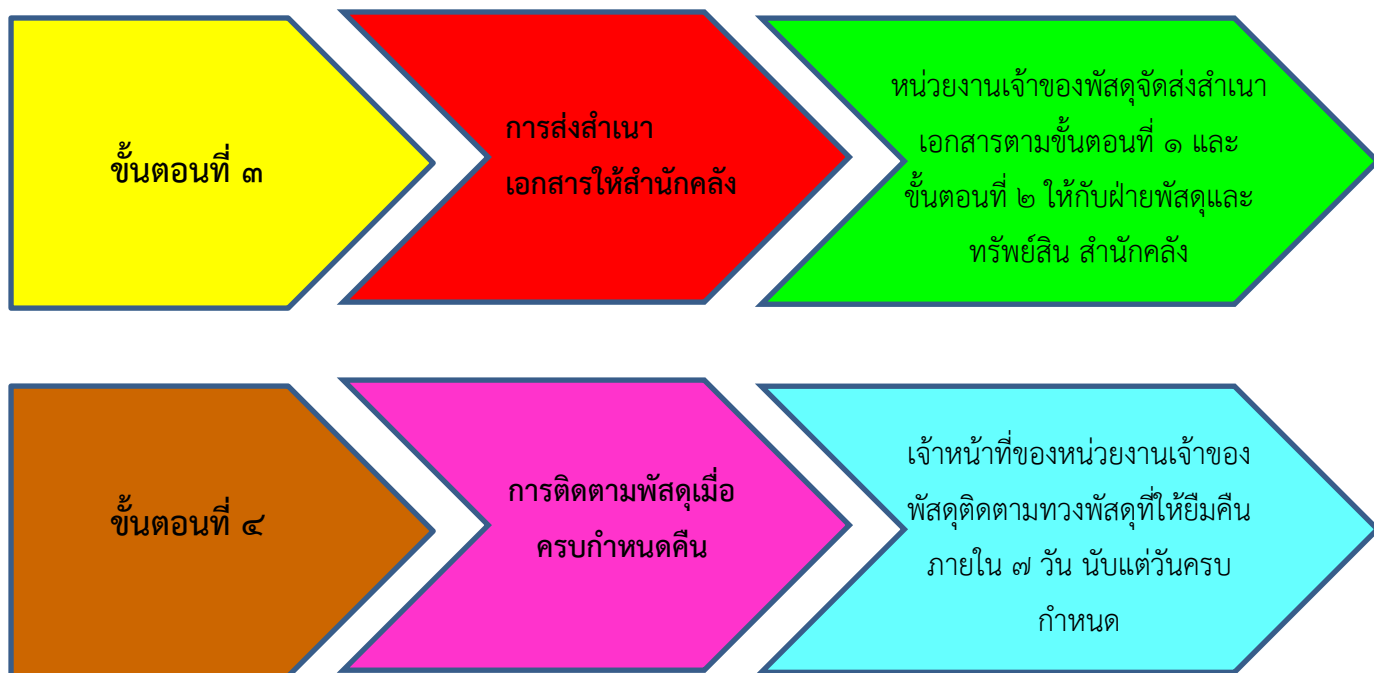 ขั้นตอนที่ ๓
การส่งสำเนา
เอกสารให้สำนักคลัง
หน่วยงานเจ้าของพัสดุจัดส่งสำเนา
เอกสารตามขั้นตอนที่ ๑ และ
ขั้นตอนที่ ๒ ให้กับฝ่ายพัสดุและ
ทรัพย์สิน สำนักคลัง
ขั้นตอนที่ ๔
การติดตามพัสดุเมื่อ
ครบกำหนดคืน
เจ้าหน้าที่ของหน่วยงานเจ้าของ
พัสดุติดตามทวงพัสดุที่ให้ยืมคืน
ภายใน ๗ วัน นับแต่วันครบ
กำหนด